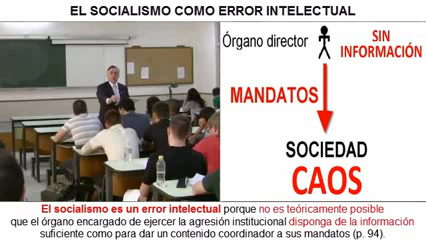 EL SOCIALISMO COMO ERROR INTELECTUAL
Órgano director
SIN
INFORMACIÓN
MANDATOS
SOCIEDAD
CAOS
El socialismo es un error intelectual porque no es teóricamente posible
que el órgano encargado de ejercer la agresión institucional disponga de la información
suficiente como para dar un contenido coordinador a sus mandatos (p. 94).